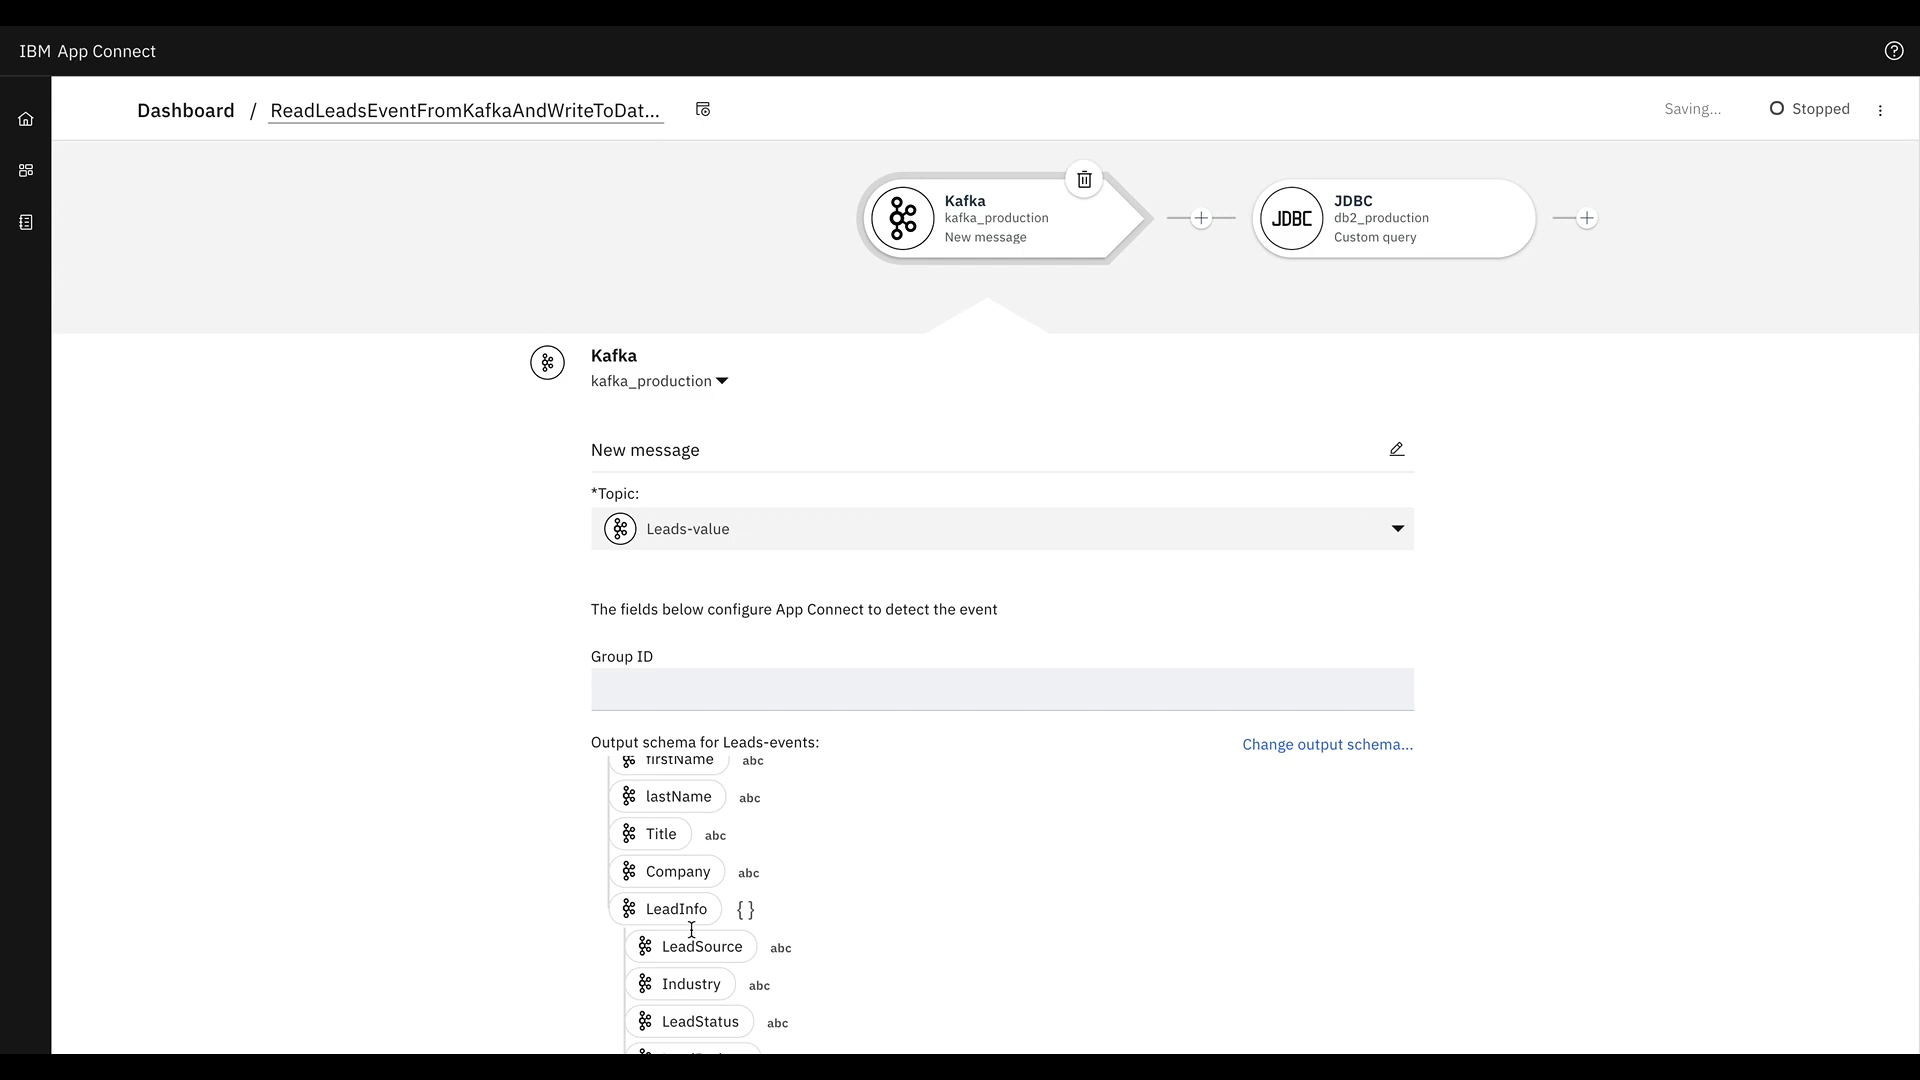 IBM App Connect
Dashboard / ReadLeadsEventFromKafkaAndWriteToDat...
Saving...
Stopped
Kafka
kafka_production
New message
JDBC
JDBC
db2_production
Custom query
Kafka
kafka_production
New message
*Topic:
Leads-value
The fields below configure App Connect to detect the event
Group ID
Output schema for Leads-events:
Change output schema...
firstName abc
lastName abc
Title abc
Company abc
LeadInfo { }
LeadSource abc
Industry abc
LeadStatus abc